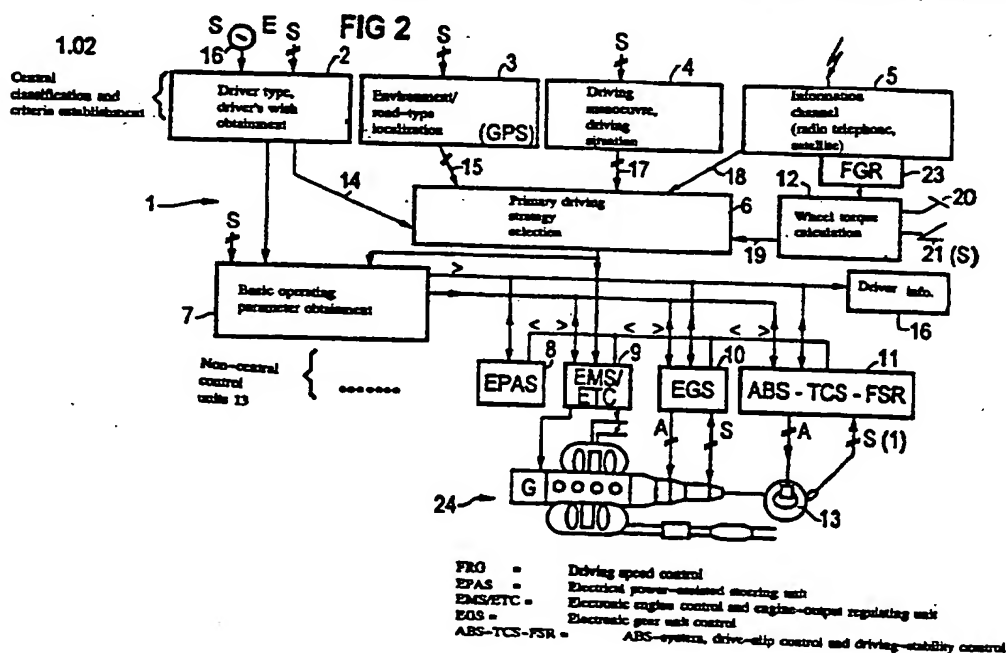 FIG 2
1.02
S
16
E
S
2
S
3
S
4
5
Central
classification and
criteria establishment
Driver type,
driver's wish
obtainment
Environment/
road-type
localization
(GPS)
Driving
manoeuvre,
driving
situation
Information
channel
(radio telephone,
satellite)
FGR
23
14
15
17
18
12
1
S
Primary driving
strategy
selection
6
Wheel torque
calculation
20
21 (S)
19
7
Basic operating
parameter obtainment
>
Driver info.
16
Non-central
control
units 13
.......
< >
< >
< >
8
9
10
11
EPAS
EMS/
ETC
EGS
ABS - TCS - FSR
A
S
A
S (1)
24
G
13
FRG = Driving speed control
EPAS = Electrical power-assisted steering unit
EMS/ETC = Electronic engine control and engine-output regulating unit
EGS = Electronic gear unit control
ABS-TCS-FSR = ABS-system, drive-slip control and driving-stability control